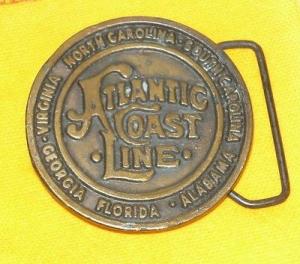 VIRGINIA · NORTH CAROLINA · SOUTH CAROLINA · ALABAMA · FLORIDA · GEORGIA ·
ATLANTIC
COAST
· LINE ·